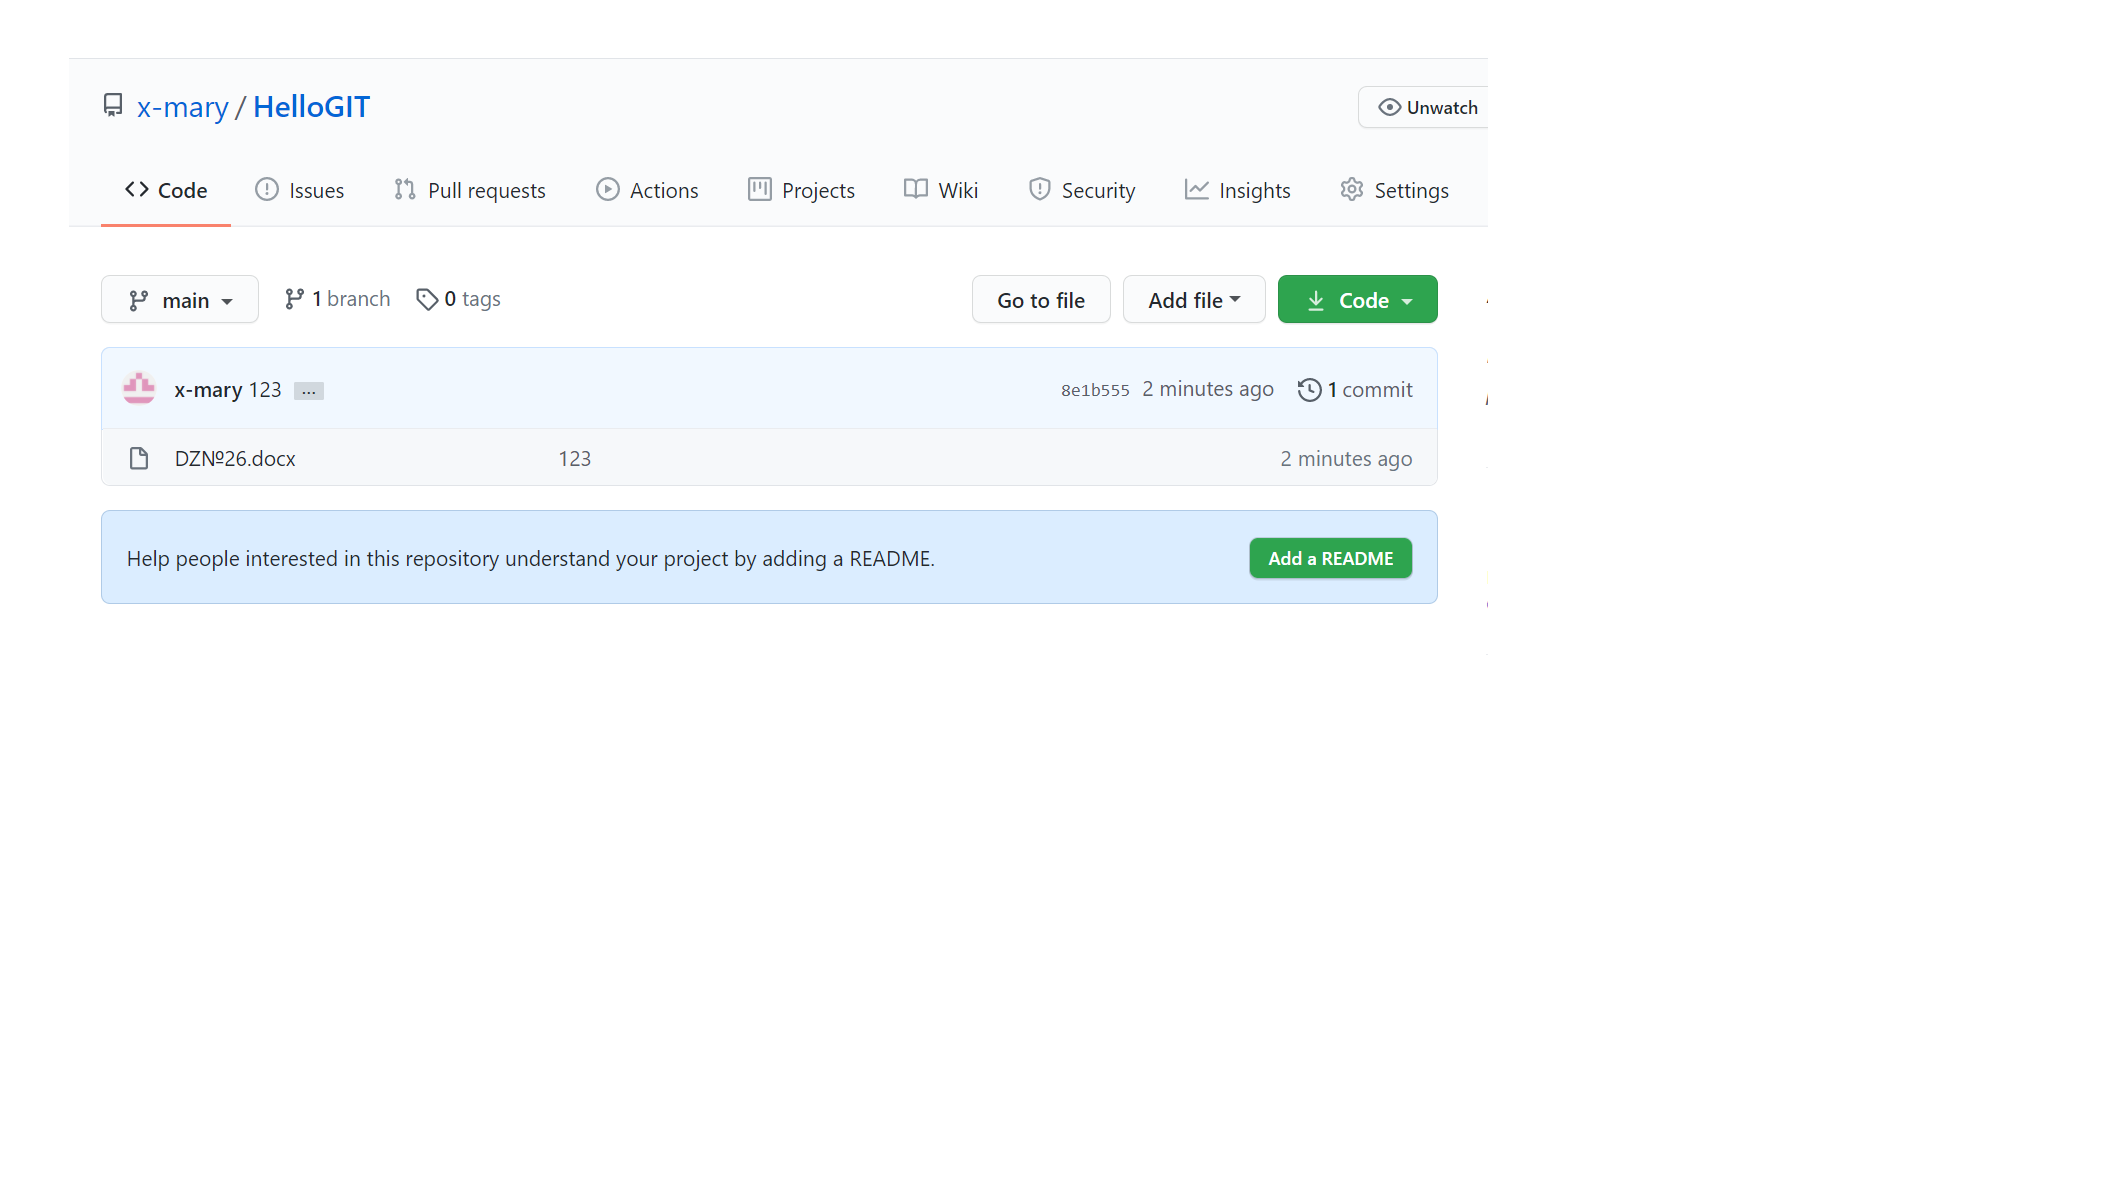 x-mary / HelloGIT
Unwatch
Code Issues Pull requests Actions Projects Wiki Security Insights Settings
main 1 branch 0 tags Go to file Add file Code
x-mary 123 ... 8e1b555 2 minutes ago 1 commit
DZ№26.docx 123 2 minutes ago
Help people interested in this repository understand your project by adding a README. Add a README